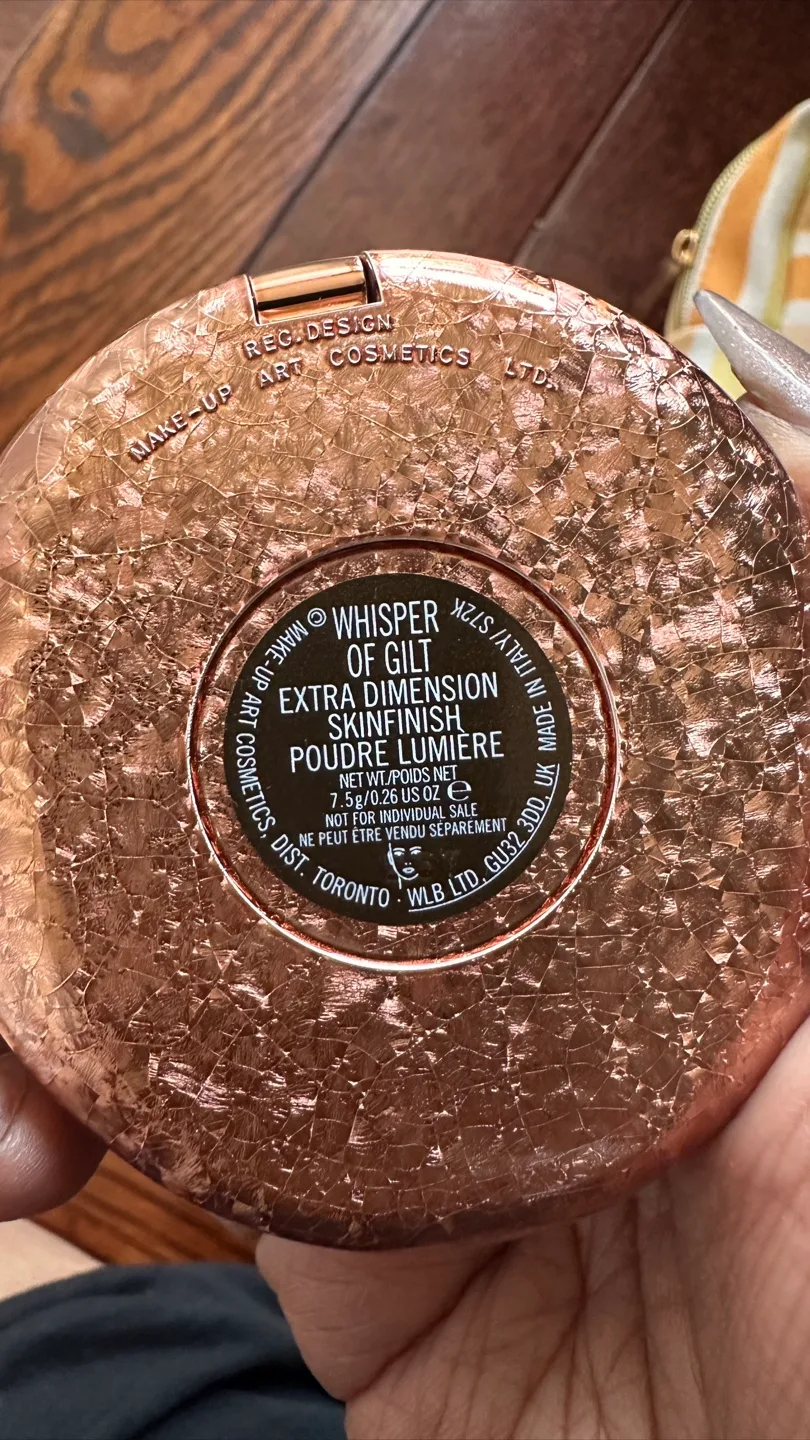 REG.DESIGN
MAKE-UP ART COSMETICS LTD.
WHISPER
OF GILT
EXTRA DIMENSION
SKINFINISH
POUDRE LUMIÈRE
NET WT./POIDS NET
7.5g/0.26 US OZ ℮
NOT FOR INDIVIDUAL SALE
NE PEUT ÊTRE VENDU SÉPAREMENT
© MAKE-UP ART COSMETICS, DIST. TORONTO · WLB LTD, GU32 3DD, UK MADE IN ITALY/ S72K